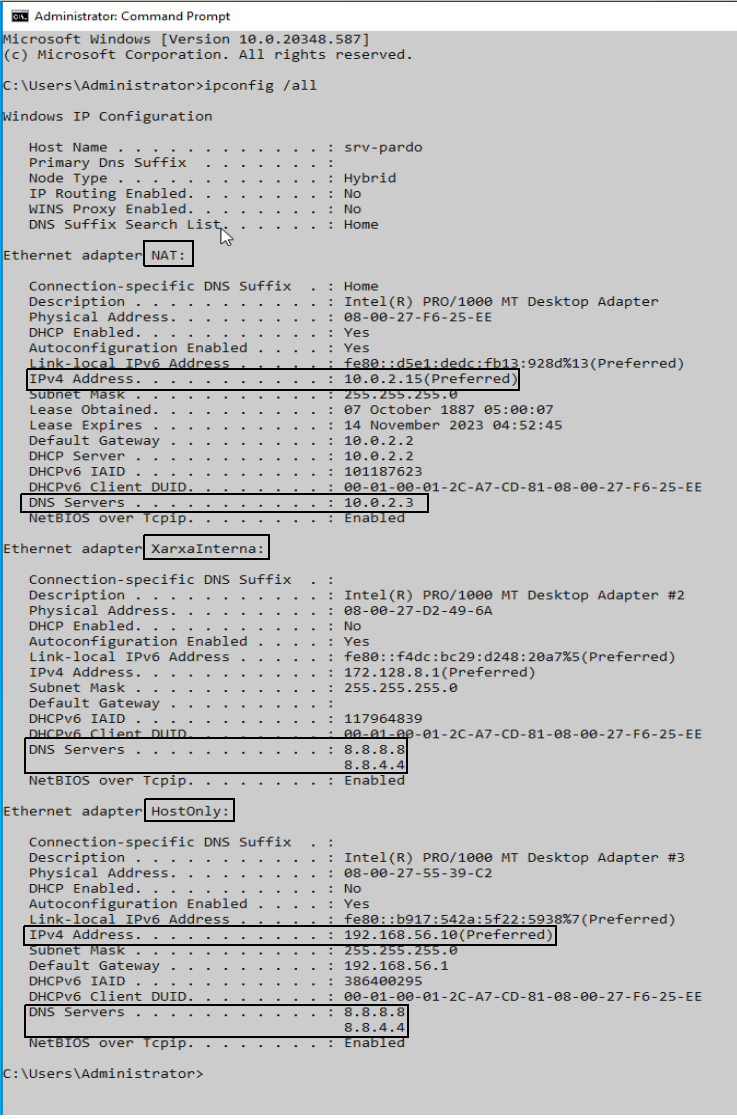 Administrator: Command Prompt
Microsoft Windows [Version 10.0.20348.587]
(c) Microsoft Corporation. All rights reserved.
C:\Users\Administrator>ipconfig /all
Windows IP Configuration
Host Name . . . . . . . . . . . . : srv-pardo
Primary Dns Suffix  . . . . . . . :
Node Type . . . . . . . . . . . . : Hybrid
IP Routing Enabled. . . . . . . . : No
WINS Proxy Enabled. . . . . . . . : No
DNS Suffix Search List. . . . . . : Home
Ethernet adapter NAT:
Connection-specific DNS Suffix  . : Home
Description . . . . . . . . . . . : Intel(R) PRO/1000 MT Desktop Adapter
Physical Address. . . . . . . . . : 08-00-27-F6-25-EE
DHCP Enabled. . . . . . . . . . . : Yes
Autoconfiguration Enabled . . . . : Yes
Link-local IPv6 Address . . . . . : fe80::d5e1:dedc:fb13:928d%13(Preferred)
IPv4 Address. . . . . . . . . . . : 10.0.2.15(Preferred)
Subnet Mask . . . . . . . . . . . : 255.255.255.0
Lease Obtained. . . . . . . . . . : 07 October 1887 05:00:07
Lease Expires . . . . . . . . . . : 14 November 2023 04:52:45
Default Gateway . . . . . . . . . : 10.0.2.2
DHCP Server . . . . . . . . . . . : 10.0.2.2
DHCPv6 IAID . . . . . . . . . . . : 101187623
DHCPv6 Client DUID. . . . . . . . : 00-01-00-01-2C-A7-CD-81-08-00-27-F6-25-EE
DNS Servers . . . . . . . . . . . : 10.0.2.3
NetBIOS over Tcpip. . . . . . . . : Enabled
Ethernet adapter XarxaInterna:
Connection-specific DNS Suffix  . :
Description . . . . . . . . . . . : Intel(R) PRO/1000 MT Desktop Adapter #2
Physical Address. . . . . . . . . : 08-00-27-D2-49-6A
DHCP Enabled. . . . . . . . . . . : No
Autoconfiguration Enabled . . . . : Yes
Link-local IPv6 Address . . . . . : fe80::f4dc:bc29:d248:20a7%5(Preferred)
IPv4 Address. . . . . . . . . . . : 172.128.8.1(Preferred)
Subnet Mask . . . . . . . . . . . : 255.255.255.0
Default Gateway . . . . . . . . . :
DHCPv6 IAID . . . . . . . . . . . : 117964839
DHCPv6 Client DUID. . . . . . . . : 00-01-00-01-2C-A7-CD-81-08-00-27-F6-25-EE
DNS Servers . . . . . . . . . . . : 8.8.8.8
8.8.4.4
NetBIOS over Tcpip. . . . . . . . : Enabled
Ethernet adapter HostOnly:
Connection-specific DNS Suffix  . :
Description . . . . . . . . . . . : Intel(R) PRO/1000 MT Desktop Adapter #3
Physical Address. . . . . . . . . : 08-00-27-55-39-C2
DHCP Enabled. . . . . . . . . . . : No
Autoconfiguration Enabled . . . . : Yes
Link-local IPv6 Address . . . . . : fe80::b917:542a:5f22:5938%7(Preferred)
IPv4 Address. . . . . . . . . . . : 192.168.56.10(Preferred)
Subnet Mask . . . . . . . . . . . : 255.255.255.0
Default Gateway . . . . . . . . . : 192.168.56.1
DHCPv6 IAID . . . . . . . . . . . : 386400295
DHCPv6 Client DUID. . . . . . . . : 00-01-00-01-2C-A7-CD-81-08-00-27-F6-25-EE
DNS Servers . . . . . . . . . . . : 8.8.8.8
8.8.4.4
NetBIOS over Tcpip. . . . . . . . : Enabled
C:\Users\Administrator>